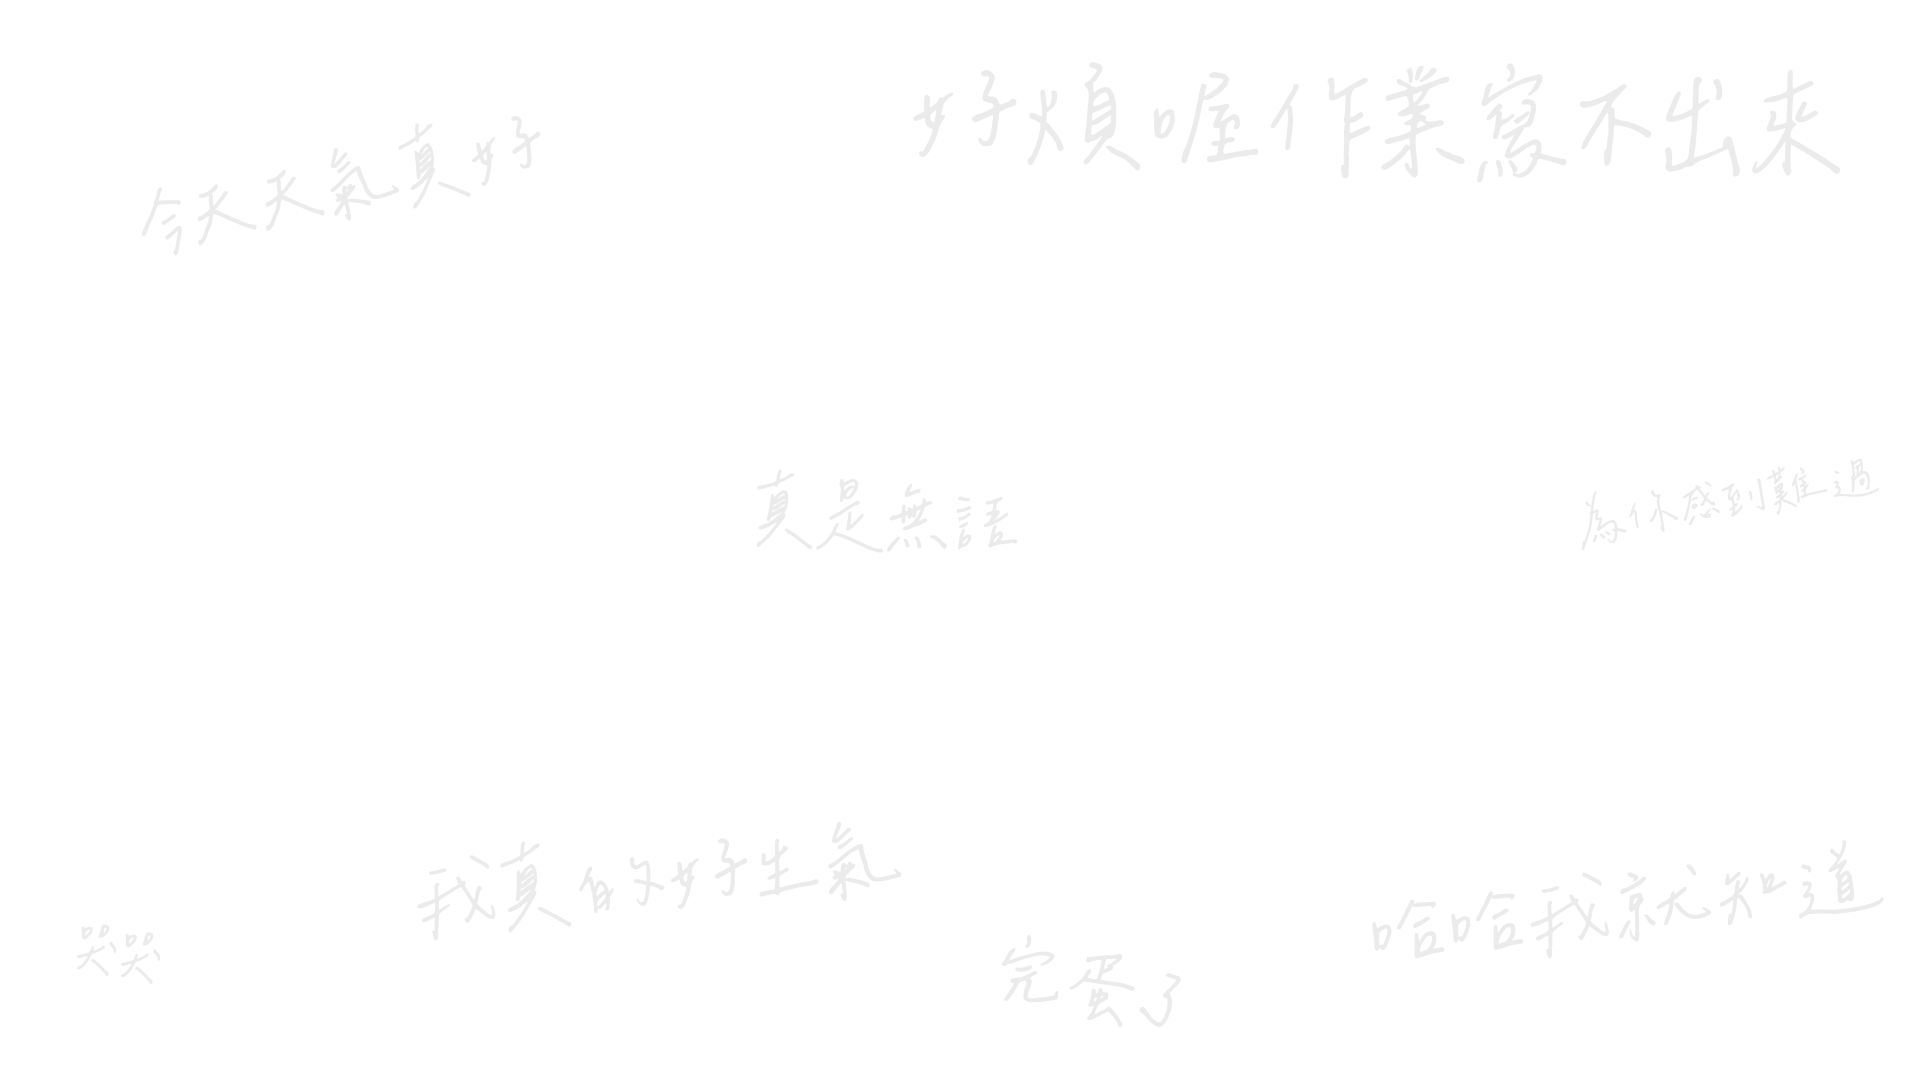 好煩喔作業寫不出來
今天天氣真好
真是無語
為你感到難過
我真的好生氣
哈哈我就知道
哭哭
完蛋了